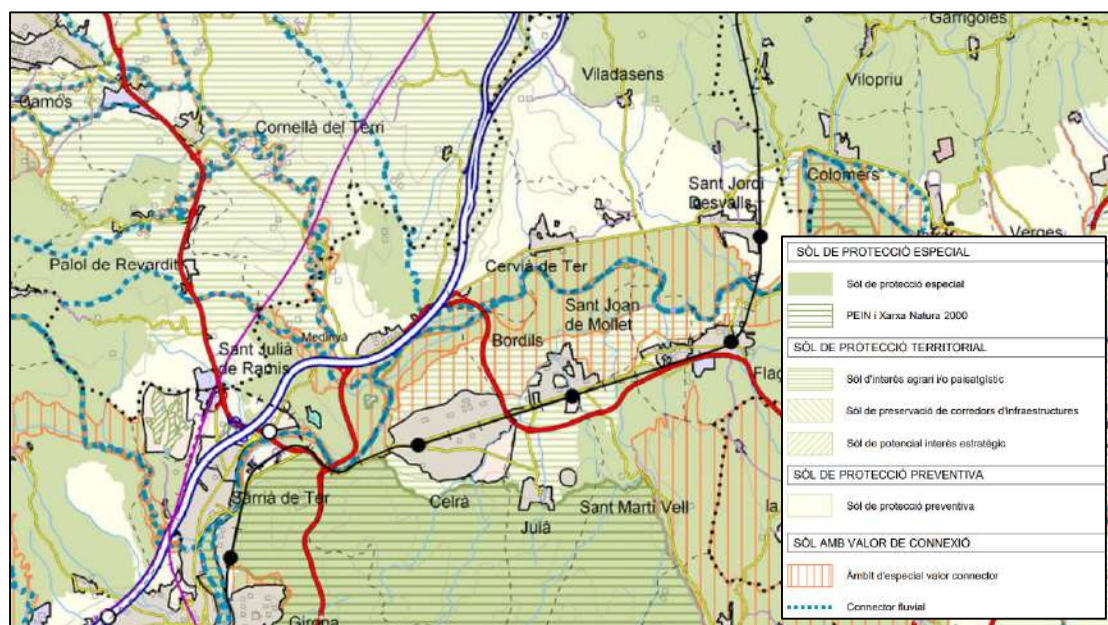 Garrigoles
Viladasens
Vilopriu
Camós
Cornellà del Terri
Sant Jordi
Desvalls
Colomers
Verges
Palol de Revardit
Cervià de Ter
Sant Joan
de Mollet
Medinyà
Bordils
Sant Julià
de Ramis
Flaç
Sarrià de Ter
Celrà
Sant Martí Vell
la
Juià
Girona
SÒL DE PROTECCIÓ ESPECIAL
Sòl de protecció especial
PEIN i Xarxa Natura 2000
SÒL DE PROTECCIÓ TERRITORIAL
Sòl d'interès agrari i/o paisatgístic
Sòl de preservació de corredors d'infraestructures
Sòl de potencial interès estratègic
SÒL DE PROTECCIÓ PREVENTIVA
Sòl de protecció preventiva
SÒL AMB VALOR DE CONNEXIÓ
Àmbit d'especial valor connector
Connector fluvial